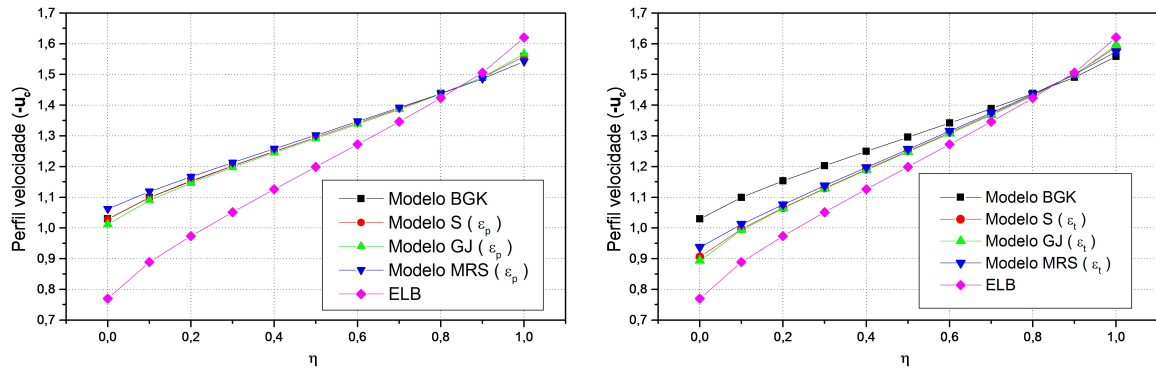 1,7
1,6
1,5
1,4
1,3
1,2
1,1
1,0
0,9
0,8
0,7
Perfil velocidade (-u_c)
0,0 0,2 0,4 0,6 0,8 1,0
η
Modelo BGK
Modelo S ( ε_p )
Modelo GJ ( ε_p )
Modelo MRS ( ε_p )
ELB
1,7
1,6
1,5
1,4
1,3
1,2
1,1
1,0
0,9
0,8
0,7
Perfil velocidade (-u_c)
0,0 0,2 0,4 0,6 0,8 1,0
η
Modelo BGK
Modelo S ( ε_t )
Modelo GJ ( ε_t )
Modelo MRS ( ε_t )
ELB